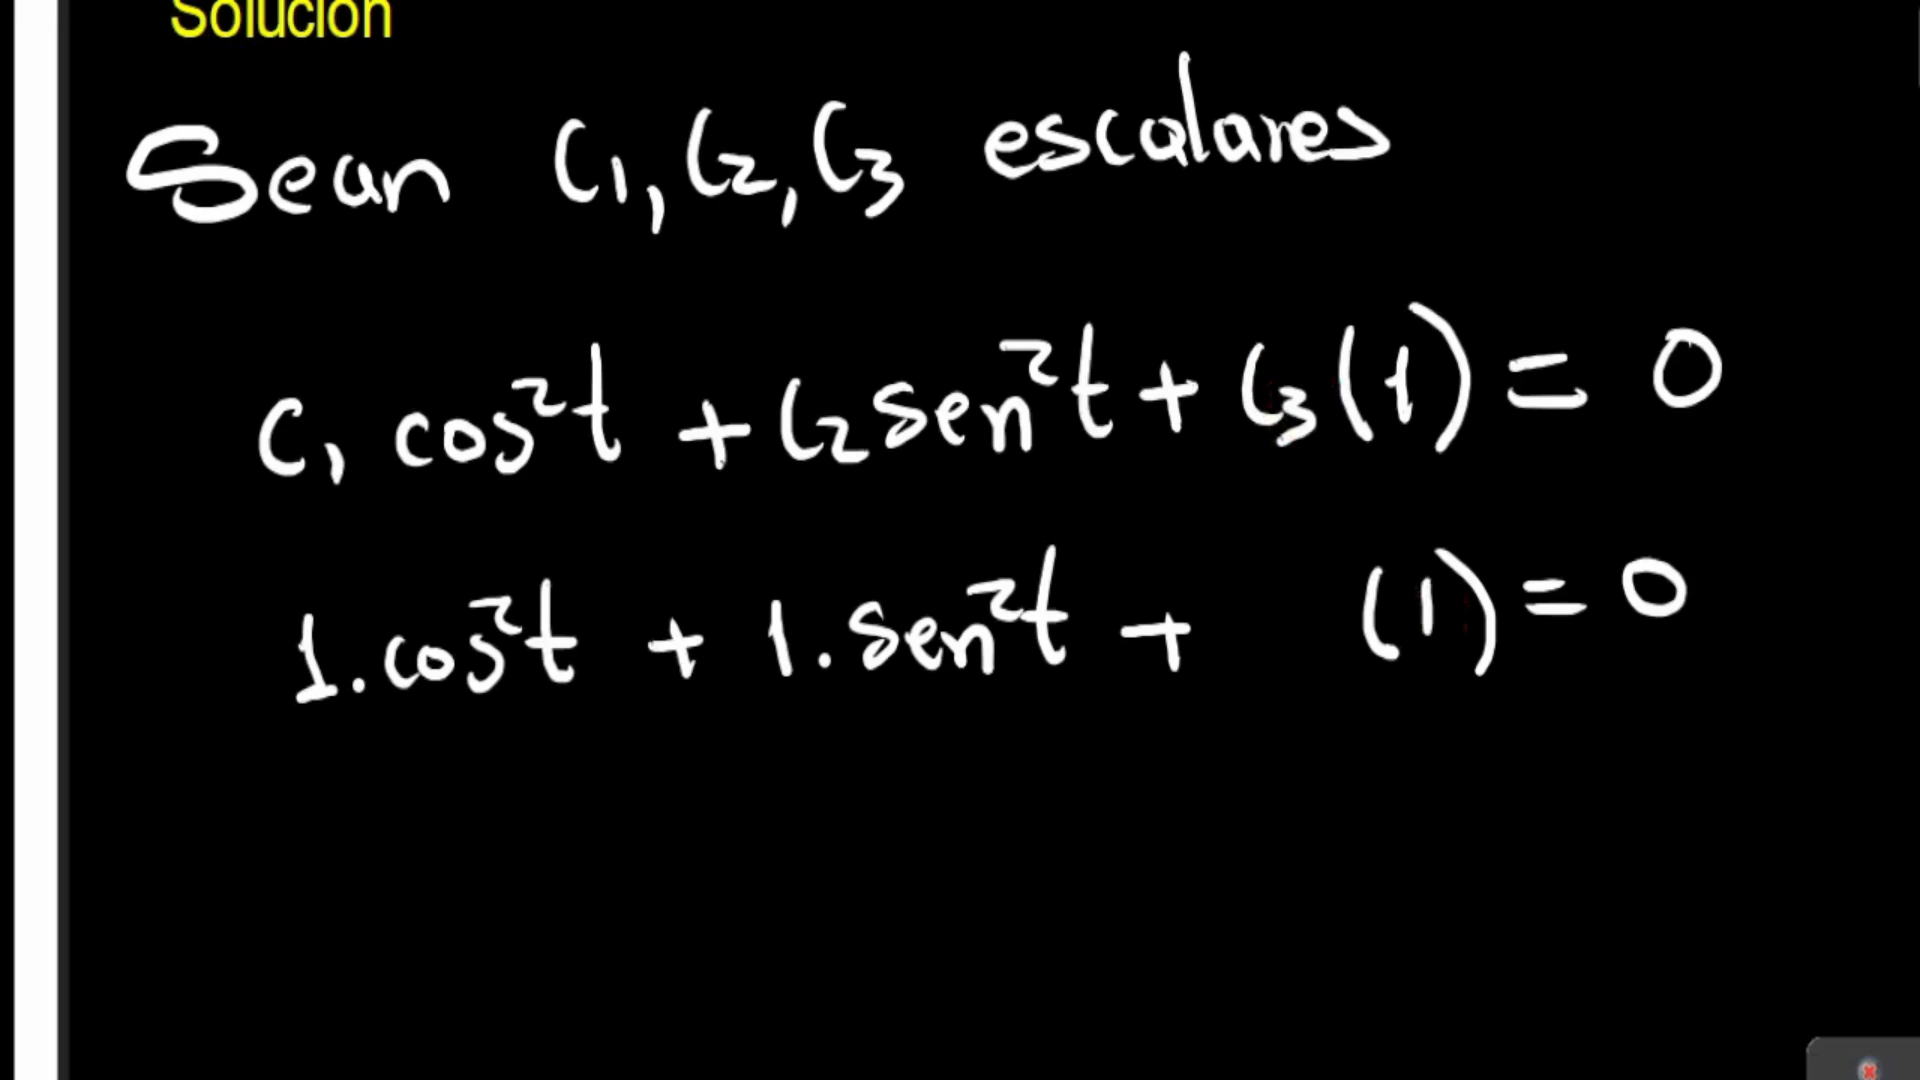 Solución
Sean C₁, C₂, C₃ escalares
C₁ cos²t + C₂ sen²t + C₃ (1) = 0
1. cos²t + 1. sen²t + (1) = 0